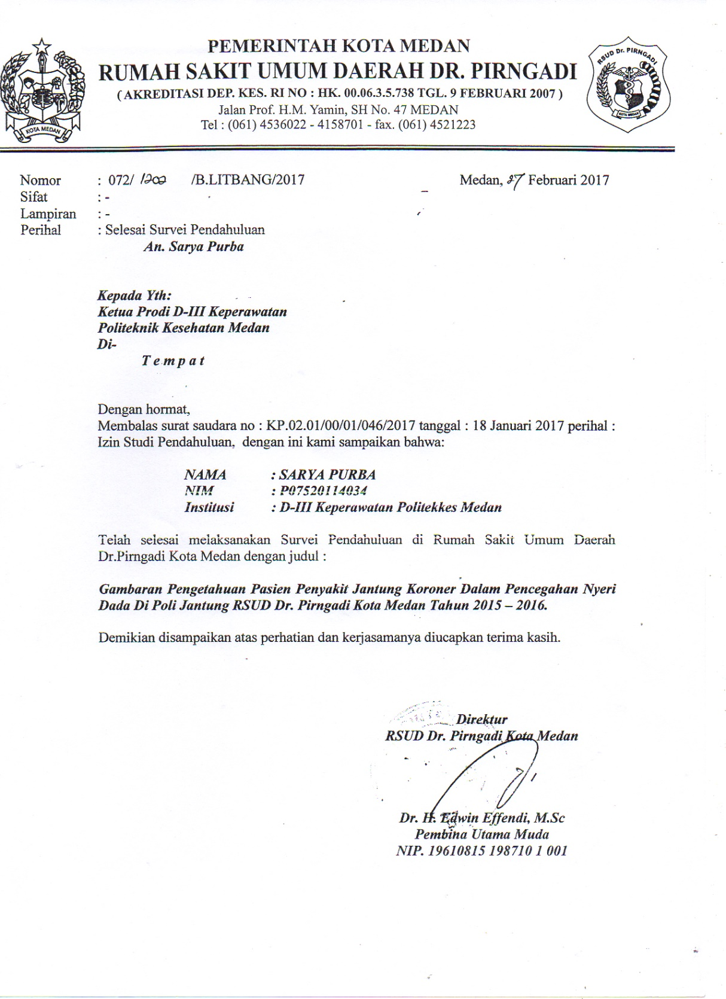 PEMERINTAH KOTA MEDAN
RUMAH SAKIT UMUM DAERAH DR. PIRNGADI
( AKREDITASI DEP. KES. RI NO : HK. 00.06.3.5.738 TGL. 9 FEBRUARI 2007 )
Jalan Prof. H.M. Yamin, SH No. 47 MEDAN
Tel : (061) 4536022 - 4158701 - fax. (061) 4521223
KOTA MEDAN
RSUD Dr. PIRNGADI
KOTA MEDAN
Nomor : 072/ 1200 /B.LITBANG/2017 Medan, 27 Februari 2017
Sifat : -
Lampiran : -
Perihal : Selesai Survei Pendahuluan
An. Sarya Purba
Kepada Yth:
Ketua Prodi D-III Keperawatan
Politeknik Kesehatan Medan
Di-
T e m p a t
Dengan hormat,
Membalas surat saudara no : KP.02.01/00/01/046/2017 tanggal : 18 Januari 2017 perihal :
Izin Studi Pendahuluan, dengan ini kami sampaikan bahwa:
NAMA : SARYA PURBA
NIM : P07520114034
Institusi : D-III Keperawatan Politekkes Medan
Telah selesai melaksanakan Survei Pendahuluan di Rumah Sakit Umum Daerah
Dr.Pirngadi Kota Medan dengan judul :
Gambaran Pengetahuan Pasien Penyakit Jantung Koroner Dalam Pencegahan Nyeri
Dada Di Poli Jantung RSUD Dr. Pirngadi Kota Medan Tahun 2015 – 2016.
Demikian disampaikan atas perhatian dan kerjasamanya diucapkan terima kasih.
Direktur
RSUD Dr. Pirngadi Kota Medan
Dr. H. Edwin Effendi, M.Sc
Pembina Utama Muda
NIP. 19610815 198710 1 001